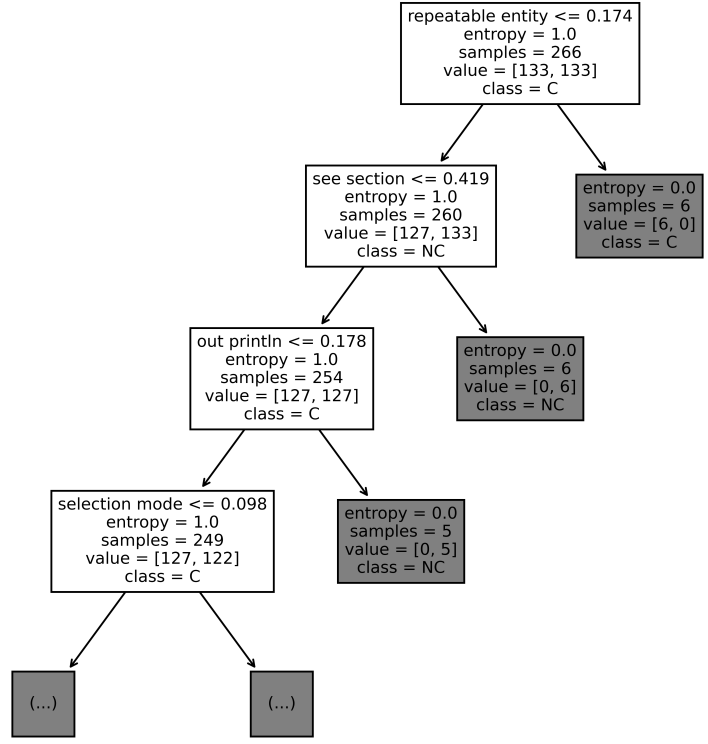 repeatable entity <= 0.174
entropy = 1.0
samples = 266
value = [133, 133]
class = C
see section <= 0.419
entropy = 1.0
samples = 260
value = [127, 133]
class = NC
entropy = 0.0
samples = 6
value = [6, 0]
class = C
out println <= 0.178
entropy = 1.0
samples = 254
value = [127, 127]
class = C
entropy = 0.0
samples = 6
value = [0, 6]
class = NC
selection mode <= 0.098
entropy = 1.0
samples = 249
value = [127, 122]
class = C
entropy = 0.0
samples = 5
value = [0, 5]
class = NC
(...)
(...)